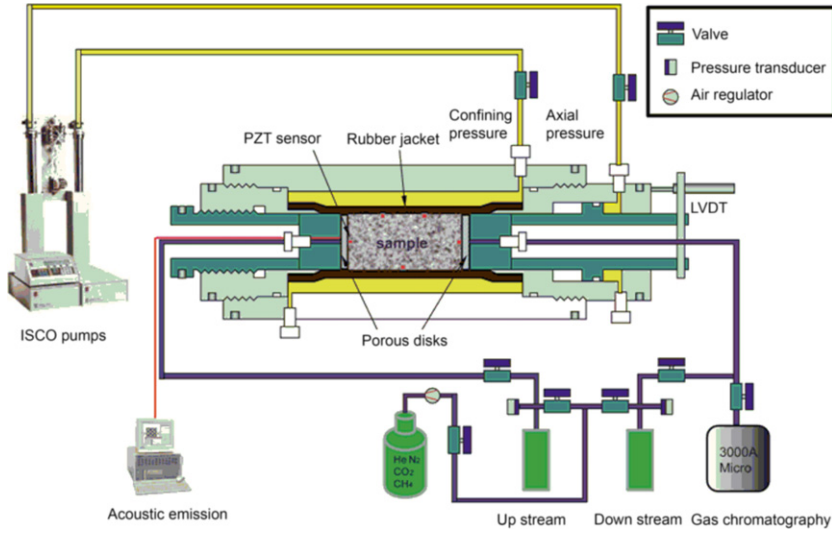 Valve
Pressure transducer
Air regulator
Confining
pressure
Axial
pressure
PZT sensor
Rubber jacket
LVDT
sample
ISCO pumps
Porous disks
He N2
CO2
CH4
3000A
Micro
Acoustic emission
Up stream
Down stream
Gas chromatography